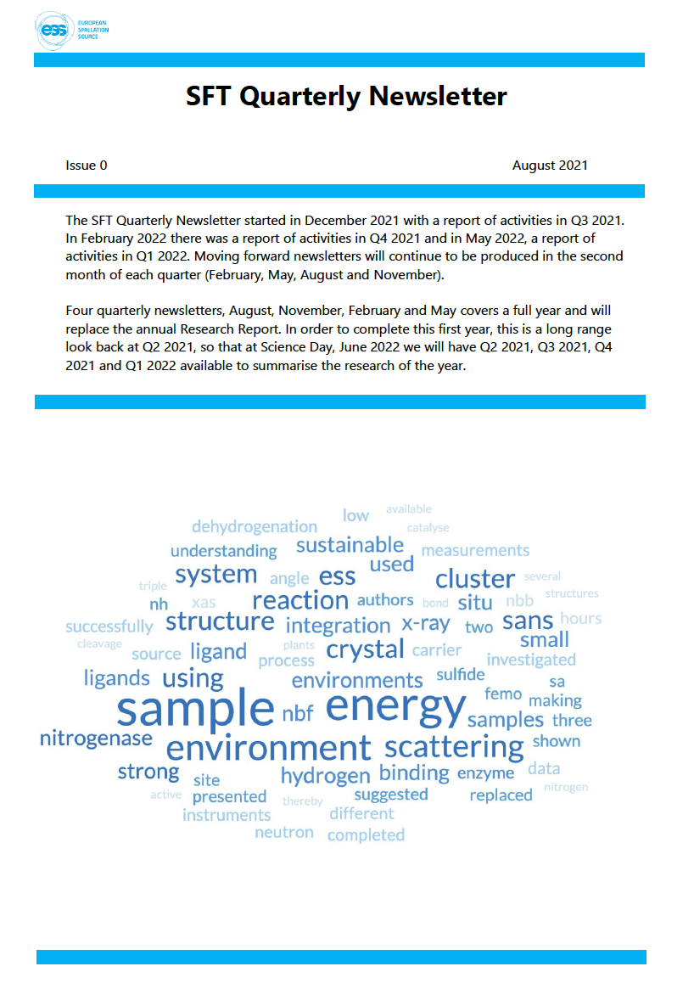 ess
EUROPEAN
SPALLATION
SOURCE
SFT Quarterly Newsletter
Issue 0 August 2021
The SFT Quarterly Newsletter started in December 2021 with a report of activities in Q3 2021.
In February 2022 there was a report of activities in Q4 2021 and in May 2022, a report of
activities in Q1 2022. Moving forward newsletters will continue to be produced in the second
month of each quarter (February, May, August and November).
Four quarterly newsletters, August, November, February and May covers a full year and will
replace the annual Research Report. In order to complete this first year, this is a long range
look back at Q2 2021, so that at Science Day, June 2022 we will have Q2 2021, Q3 2021, Q4
2021 and Q1 2022 available to summarise the research of the year.
low available
dehydrogenation catalyse
understanding sustainable measurements
system angle ess used cluster several
triple nh xas reaction authors bond situ nbb structures
successfully structure integration x-ray two sans hours
cleavage source ligand plants process crystal carrier small investigated
ligands using environments sulfide sa
sample nbf energy femo making
samples three
nitrogenase environment scattering shown
strong site hydrogen binding enzyme data
active presented thereby suggested replaced nitrogen
instruments different
neutron completed